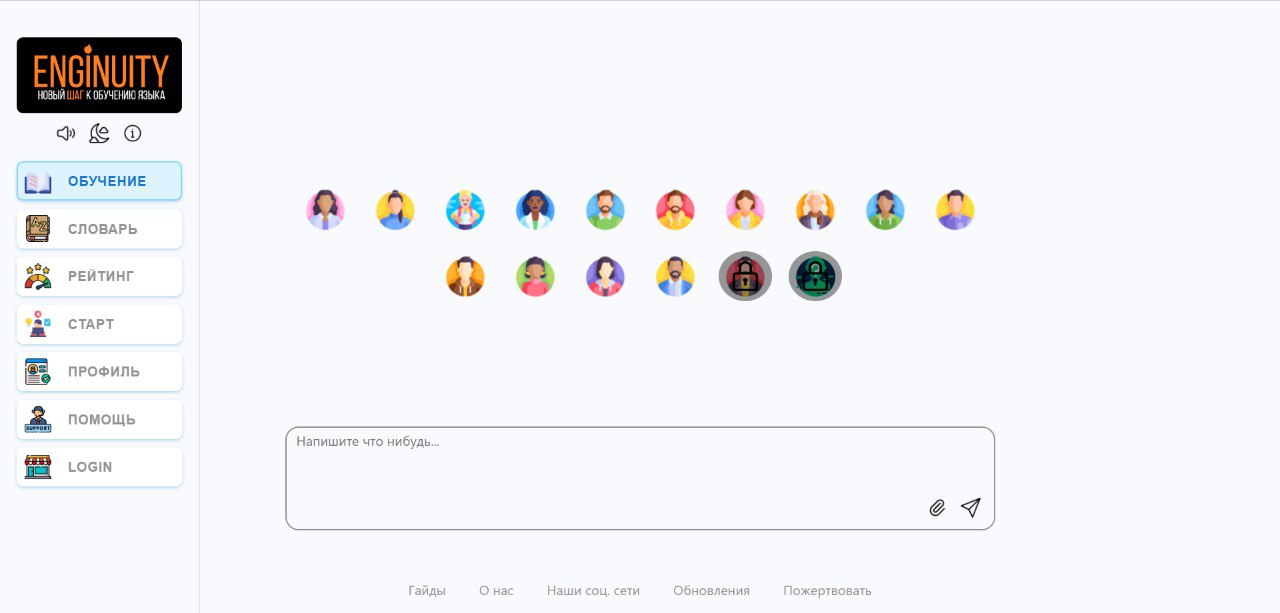 ENGINUITY
НОВЫЙ ШАГ К ОБУЧЕНИЮ ЯЗЫКА
ОБУЧЕНИЕ
СЛОВАРЬ
РЕЙТИНГ
СТАРТ
ПРОФИЛЬ
SUPPORT
ПОМОЩЬ
LOGIN
Напишите что нибудь...
Гайды О нас Наши соц. сети Обновления Пожертвовать